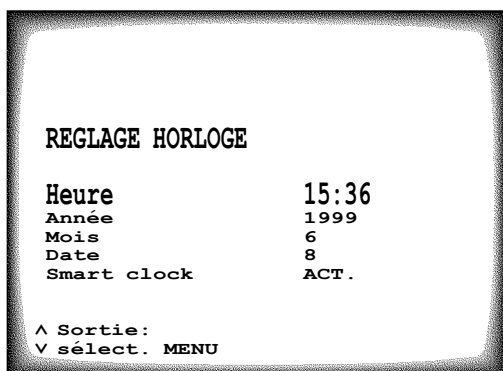 REGLAGE HORLOGE
Heure 15:36
Année 1999
Mois 6
Date 8
Smart clock ACT.
∧ Sortie:
∨ sélect. MENU